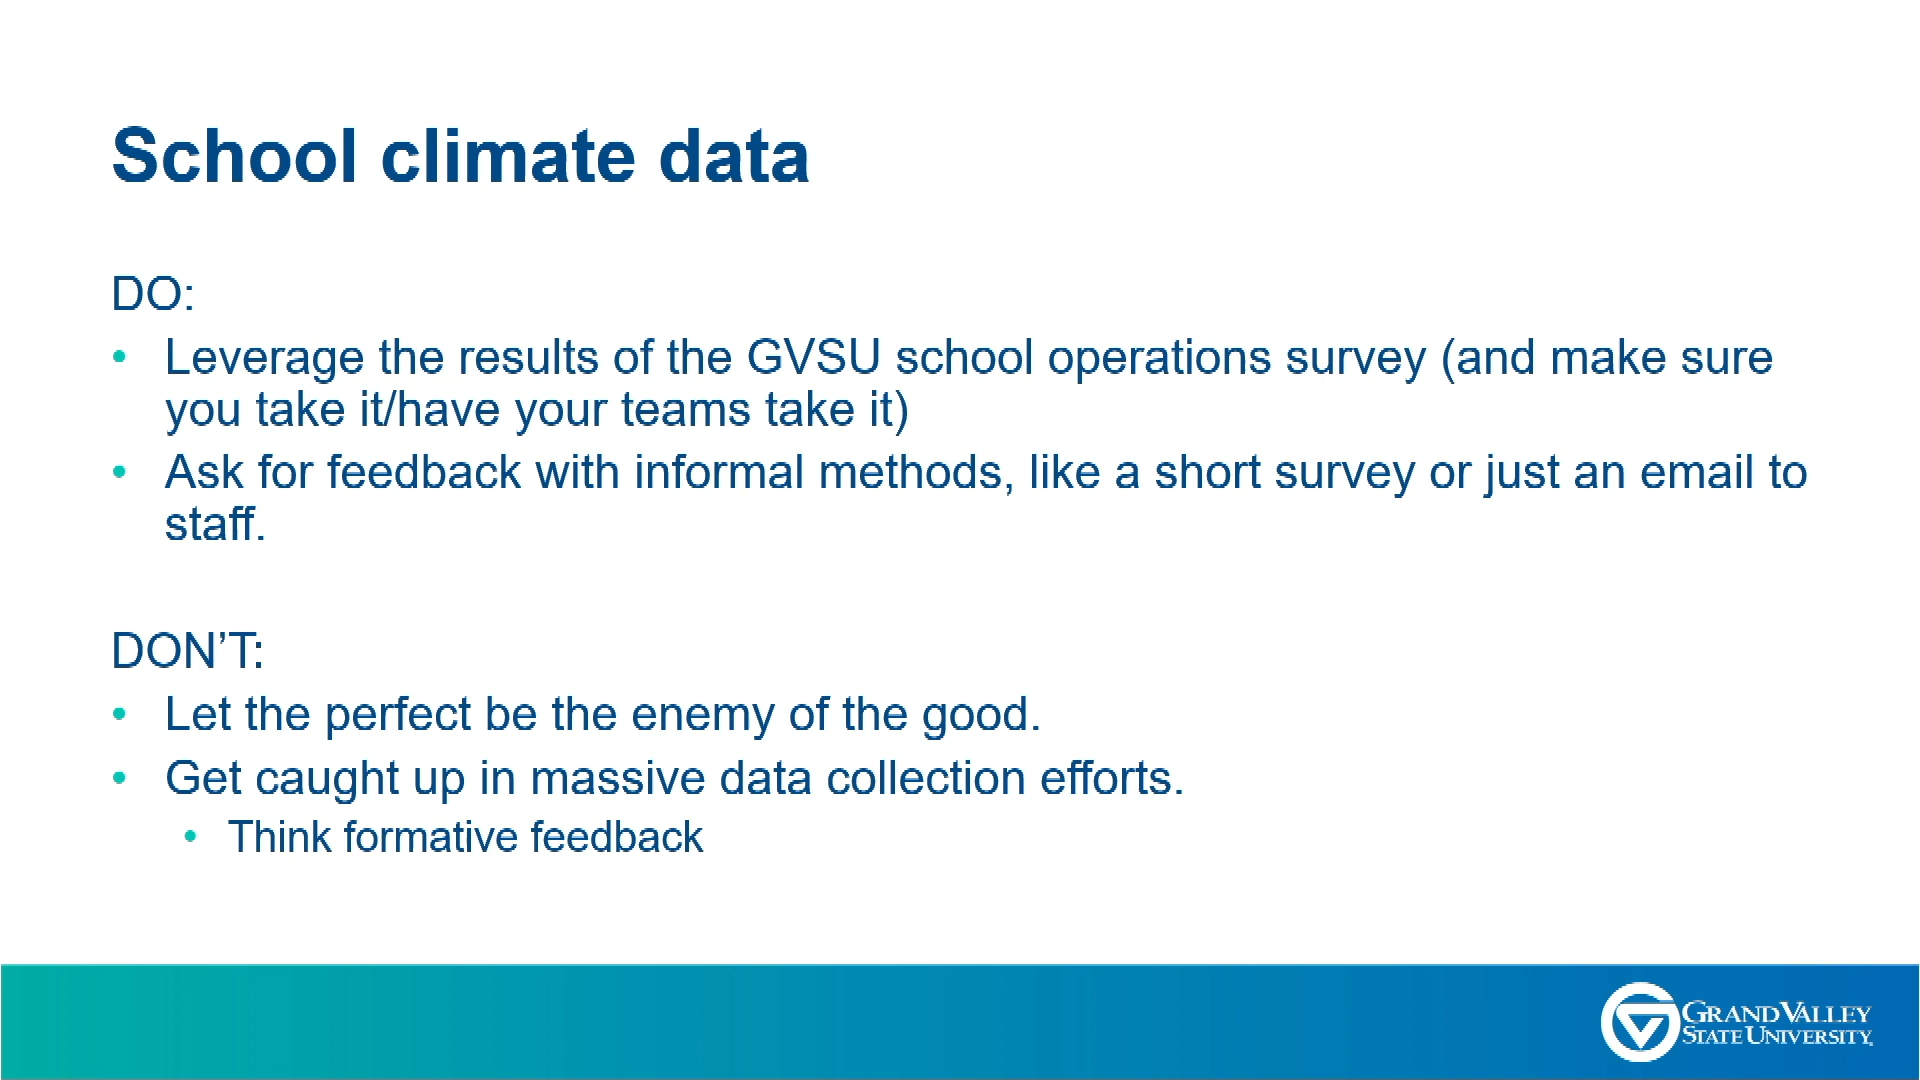 School climate data
DO:
• Leverage the results of the GVSU school operations survey (and make sure
you take it/have your teams take it)
• Ask for feedback with informal methods, like a short survey or just an email to
staff.
DON’T:
• Let the perfect be the enemy of the good.
• Get caught up in massive data collection efforts.
• Think formative feedback
GRAND VALLEY
STATE UNIVERSITY